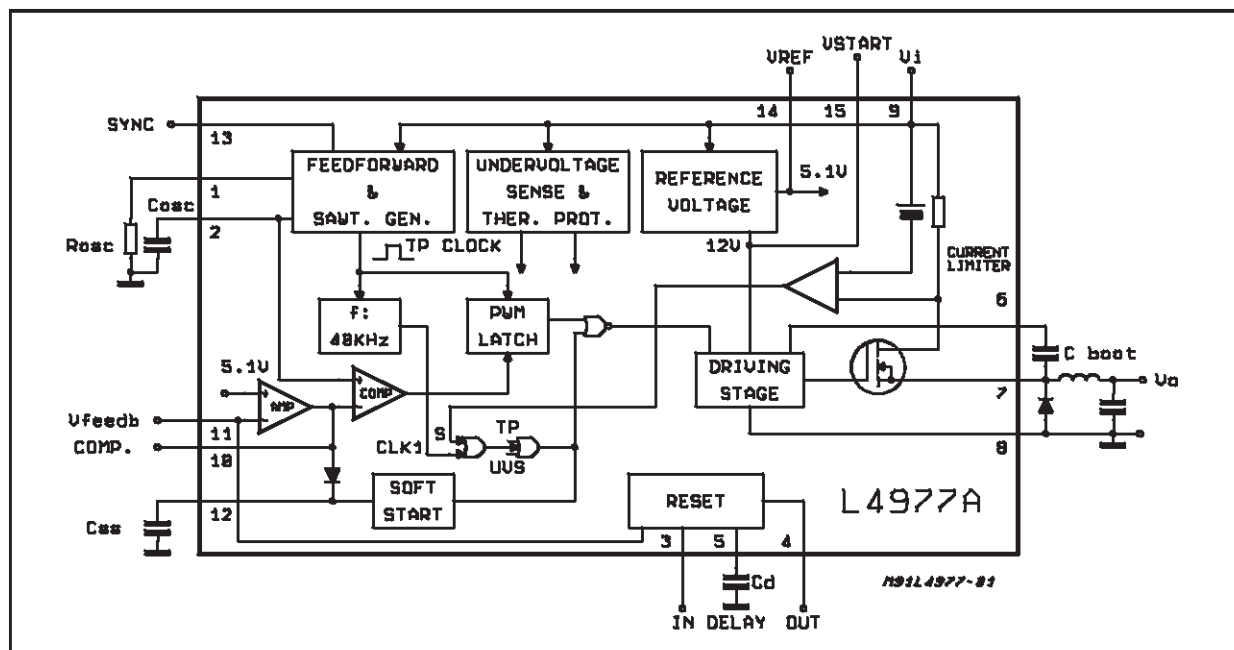 VSTART
VREF
Vi
14
15
9
SYNC
13
FEEDFORWARD
&
SAWT. GEN.
UNDERVOLTAGE
SENSE &
THER. PROT.
REFERENCE
VOLTAGE
5.1V
1
Cosc
2
Rosc
TP CLOCK
12V
CURRENT
LIMITER
6
f:
40KHz
PWM
LATCH
DRIVING
STAGE
C boot
7
Vo
5.1V
AMP
COMP
Vfeedb
11
S
TP
8
COMP.
10
CLK1
UVS
SOFT
START
RESET
L4977A
Css
12
3
5
4
Cd
M91L4977-01
IN
DELAY
OUT